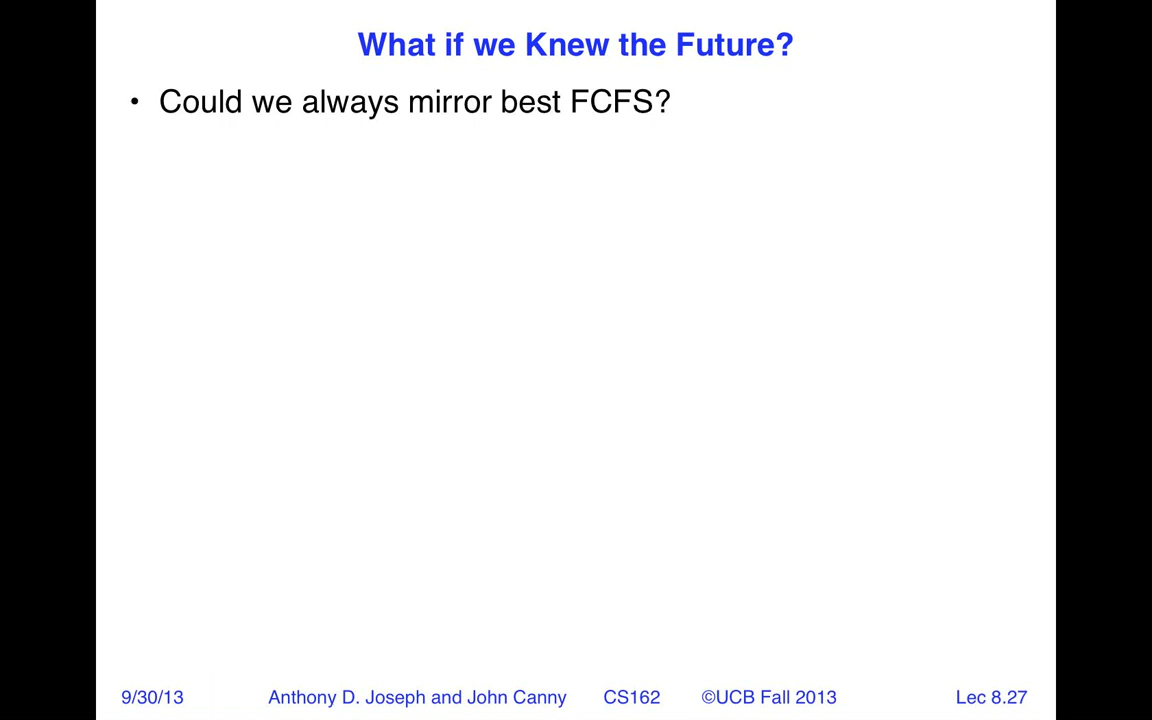 What if we Knew the Future?
• Could we always mirror best FCFS?
9/30/13 Anthony D. Joseph and John Canny CS162 ©UCB Fall 2013 Lec 8.27